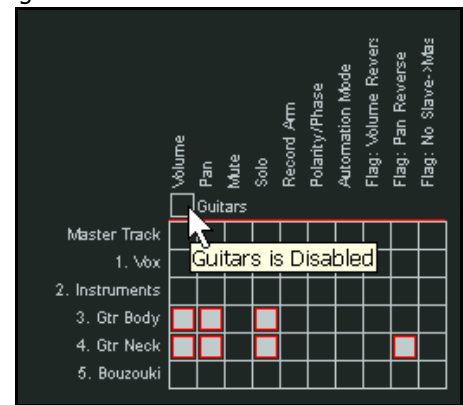 Volume
Pan
Mute
Solo
Record Arm
Polarity/Phase
Automation Mode
Flag: Volume Revers
Flag: Pan Reverse
Flag: No Slave->Mas
Guitars
Master Track
Guitars is Disabled
1. Vox
2. Instruments
3. Gtr Body
4. Gtr Neck
5. Bouzouki